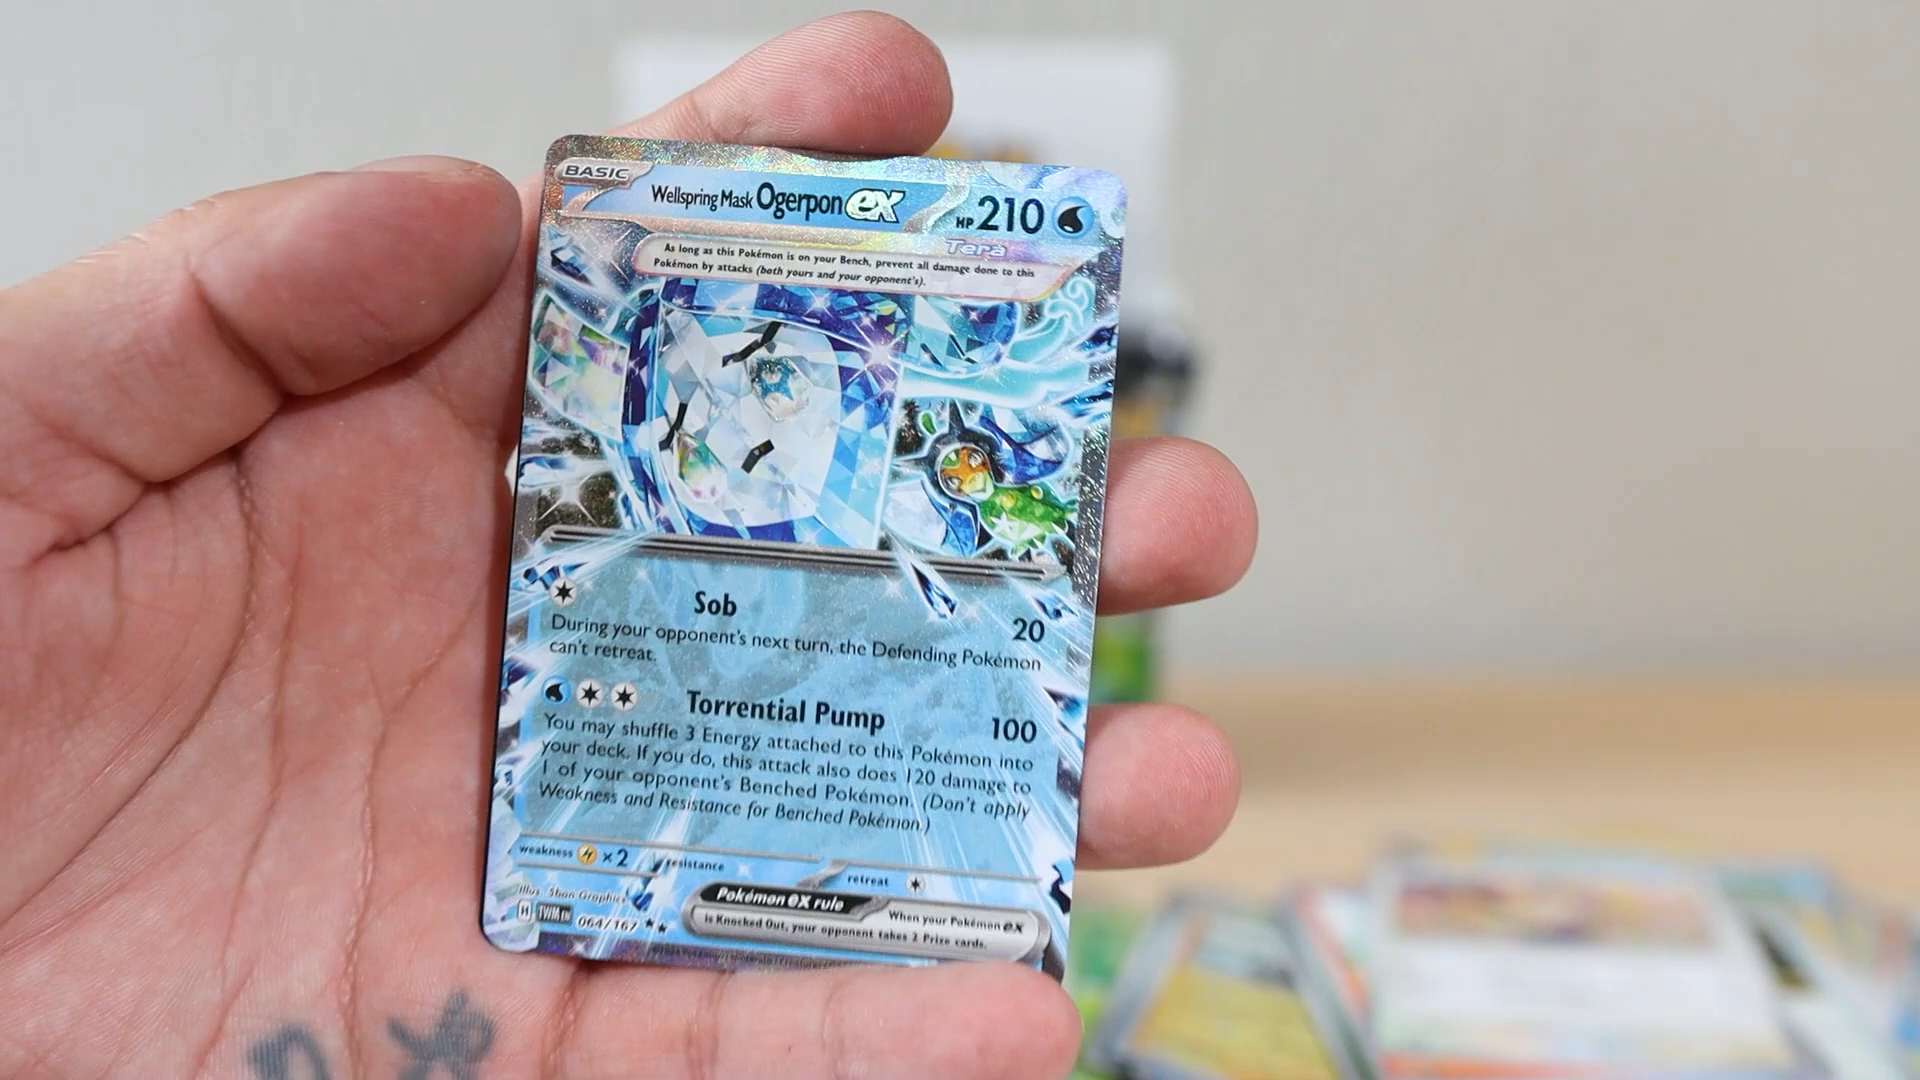 BASIC
Wellspring Mask Ogerpon ex HP 210
Tera
As long as this Pokémon is on your Bench, prevent all damage done to this
Pokémon by attacks (both yours and your opponent's).
Sob 20
During your opponent's next turn, the Defending Pokémon
can't retreat.
Torrential Pump 100
You may shuffle 3 Energy attached to this Pokémon into
your deck. If you do, this attack also does 120 damage to
1 of your opponent's Benched Pokémon. (Don't apply
Weakness and Resistance for Benched Pokémon.)
weakness ×2 resistance retreat
Illus. 5ban Graphics
H TWM EN 064/167
Pokémon ex rule
When your Pokémon ex
is Knocked Out, your opponent takes 2 Prize cards.